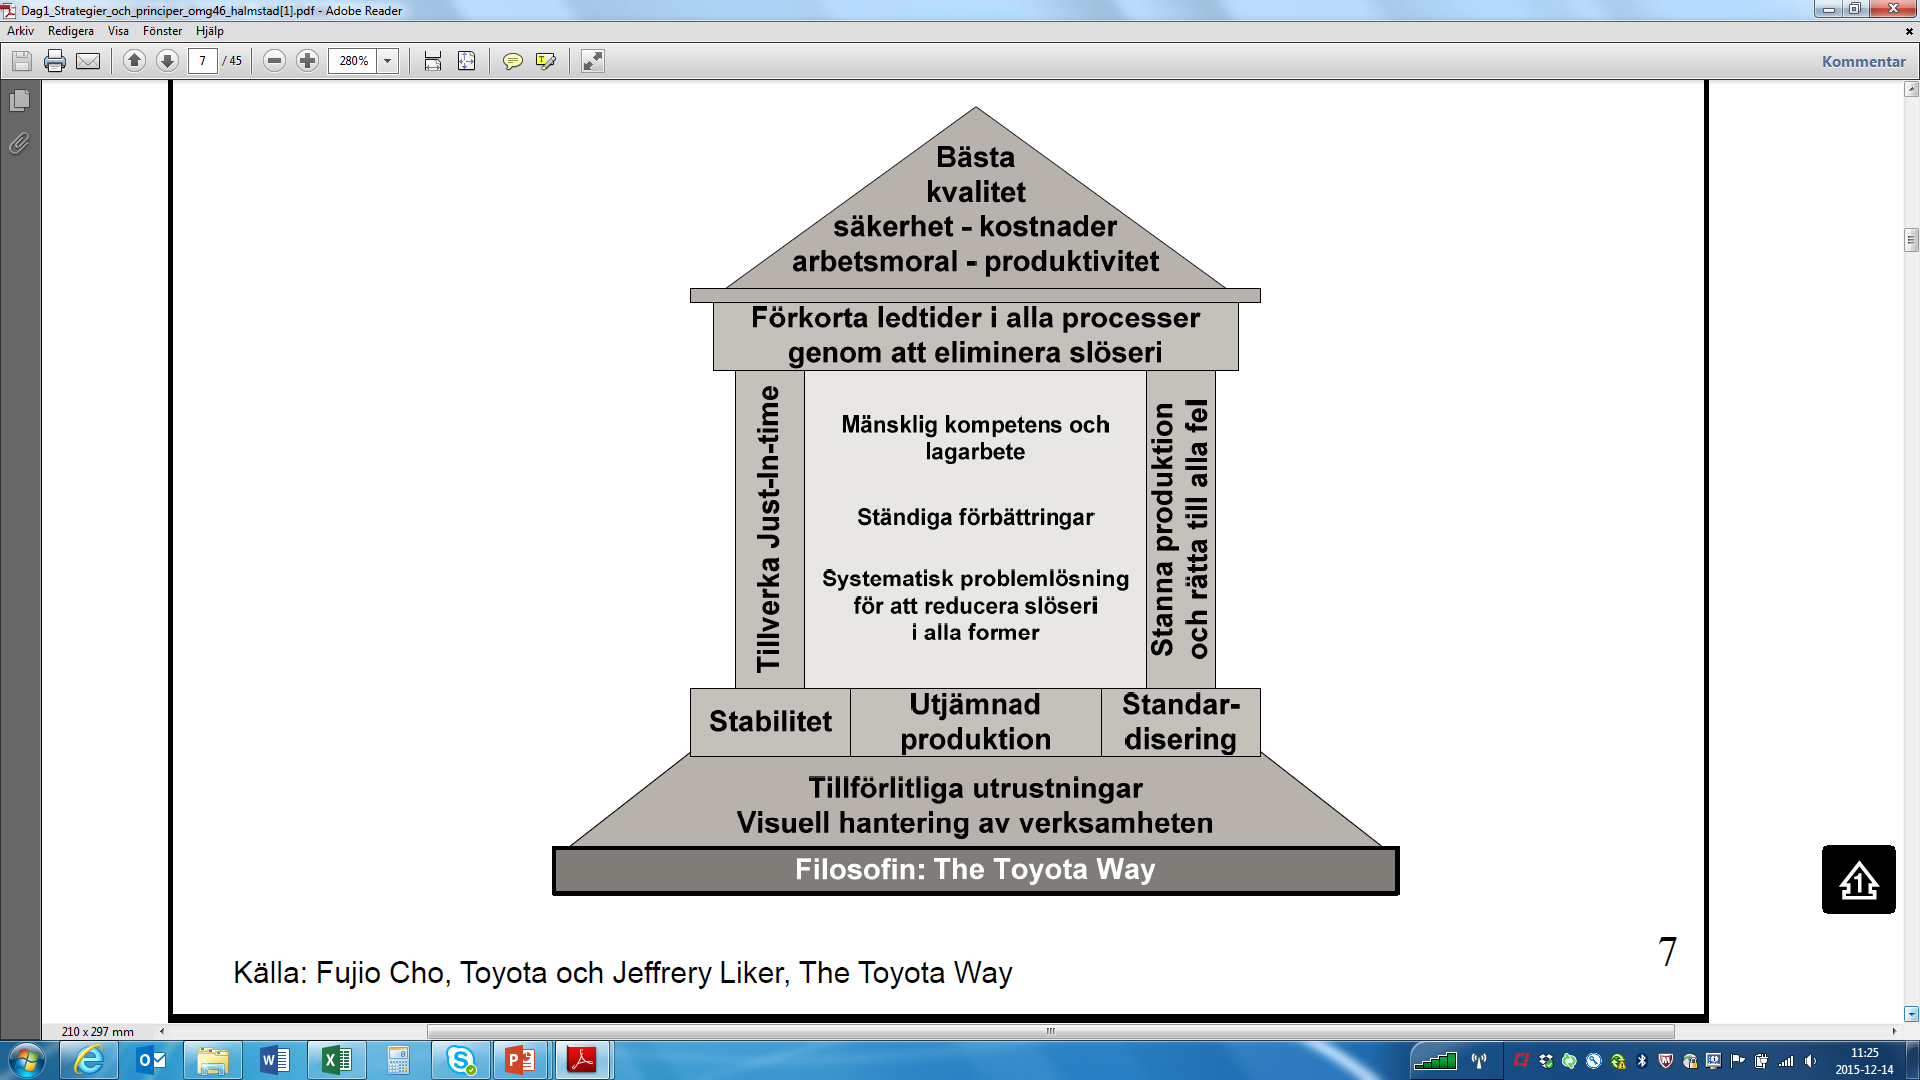 Dag1_Strategier_och_principer_omg46_halmstad[1].pdf - Adobe Reader
Arkiv Redigera Visa Fönster Hjälp
7 / 45 280% Kommentar
Bästa
kvalitet
säkerhet - kostnader
arbetsmoral - produktivitet
Förkorta ledtider i alla processer
genom att eliminera slöseri
Tillverka Just-In-time
Mänsklig kompetens och
lagarbete
Ständiga förbättringar
Systematisk problemlösning
för att reducera slöseri
i alla former
Stanna produktion
och rätta till alla fel
Stabilitet
Utjämnad
produktion
Standar-
disering
Tillförlitliga utrustningar
Visuell hantering av verksamheten
Filosofin: The Toyota Way
1
7
Källa: Fujio Cho, Toyota och Jeffrery Liker, The Toyota Way
210 x 297 mm
11:25
2015-12-14